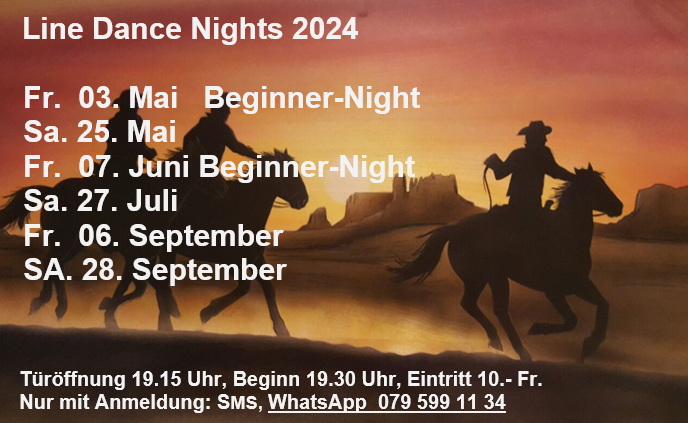 Line Dance Nights 2024
Fr. 03. Mai Beginner-Night
Sa. 25. Mai
Fr. 07. Juni Beginner-Night
Sa. 27. Juli
Fr. 06. September
SA. 28. September
Türöffnung 19.15 Uhr, Beginn 19.30 Uhr, Eintritt 10.- Fr.
Nur mit Anmeldung: SMS, WhatsApp 079 599 11 34